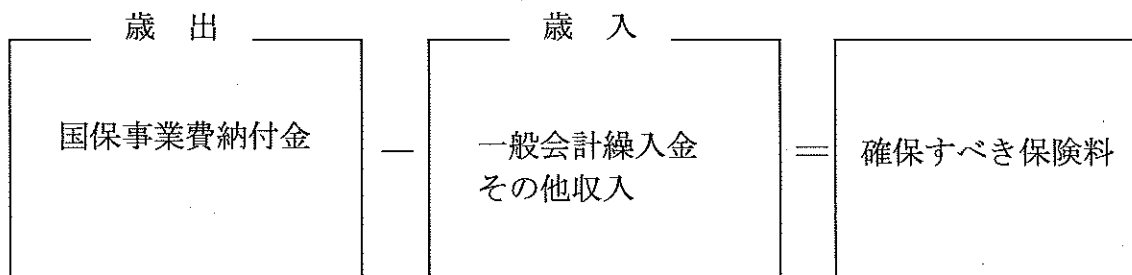 歳 出
国保事業費納付金
－
歳 入
一般会計繰入金
その他収入
＝
確保すべき保険料